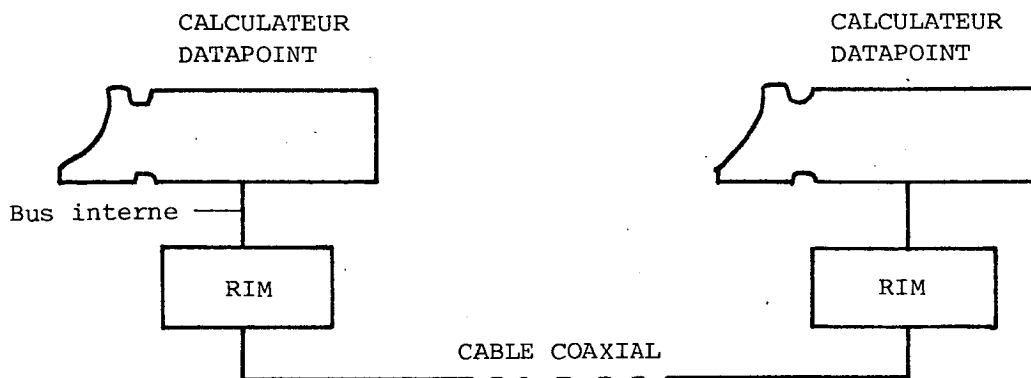 CALCULATEUR
DATAPOINT
CALCULATEUR
DATAPOINT
Bus interne
RIM
RIM
CABLE COAXIAL